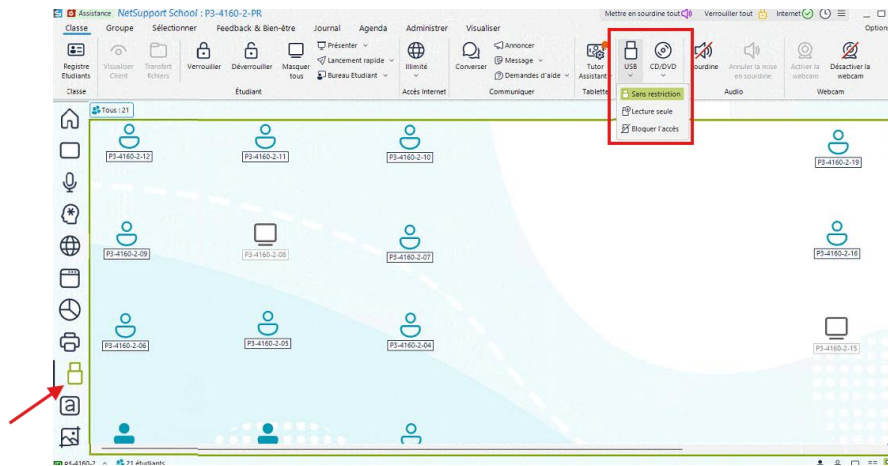 Assistance NetSupport School : P3-4160-2-PR Mettre en sourdine tout Verrouiller tout Internet
Classe Groupe Sélectionner Feedback & Bien-être Journal Agenda Administrer Visualiser Option
Registre Etudiants
Visualiser Client
Transfert fichiers
Verrouiller
Déverrouiller
Masquer tous
Présenter
Lancement rapide
Bureau Etudiant
Illimité
Converser
Annoncer
Message
Demandes d'aide
Tutor Assistant
USB
CD/DVD
Sourdine
Annuler la mise en sourdine
Activer la webcam
Désactiver la webcam
Classe Étudiant Accès Internet Communiquer Tablette Audio Webcam
Sans restriction
Lecture seule
Bloquer l'accès
Tous : 21
P3-4160-2-12 P3-4160-2-11 P3-4160-2-10 P3-4160-2-19
P3-4160-2-09 P3-4160-2-08 P3-4160-2-07 P3-4160-2-16
P3-4160-2-06 P3-4160-2-05 P3-4160-2-04 P3-4160-2-15
a
P3-4160-2 21 étudiants